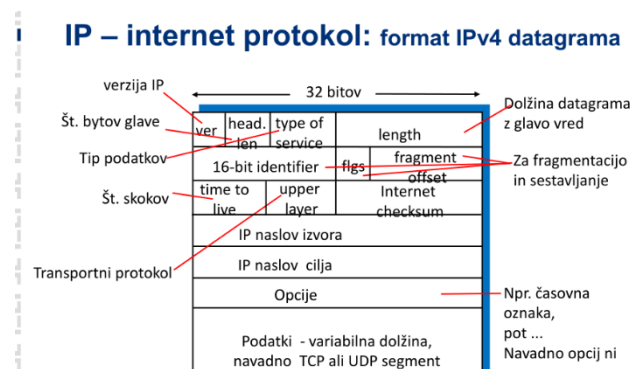 IP – internet protokol: format IPv4 datagrama
32 bitov
verzija IP
Št. bytov glave
Tip podatkov
Št. skokov
Transportni protokol
ver
head.
len
type of
service
length
16-bit identifier
flgs
fragment
offset
time to
live
upper
layer
Internet
checksum
IP naslov izvora
IP naslov cilja
Opcije
Podatki - variabilna dolžina,
navadno TCP ali UDP segment
Dolžina datagrama
z glavo vred
Za fragmentacijo
in sestavljanje
Npr. časovna
oznaka,
pot ...
Navadno opcij ni